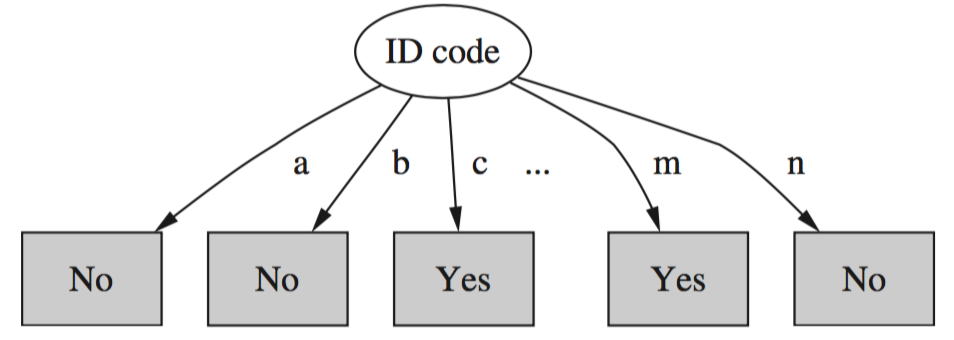 ID code
a b c ... m n
No No Yes Yes No